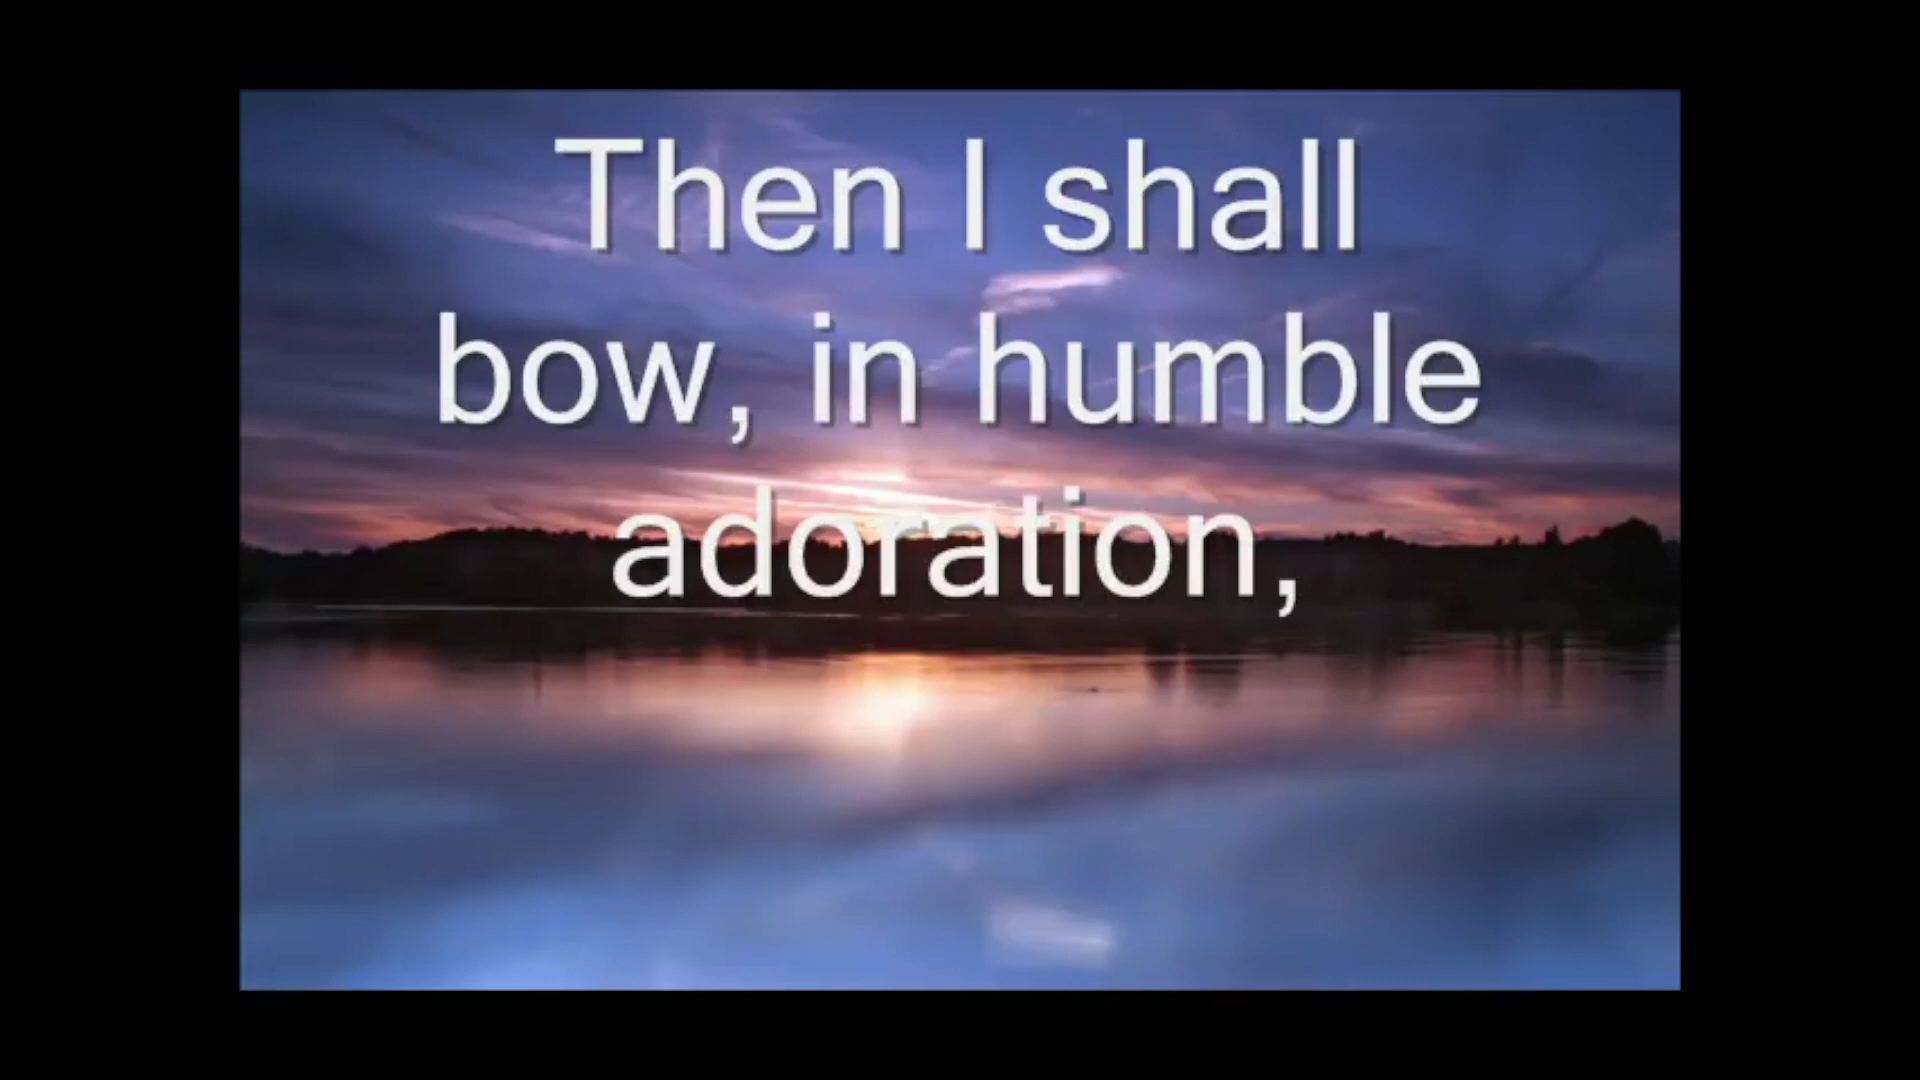 Then I shall
bow, in humble
adoration,